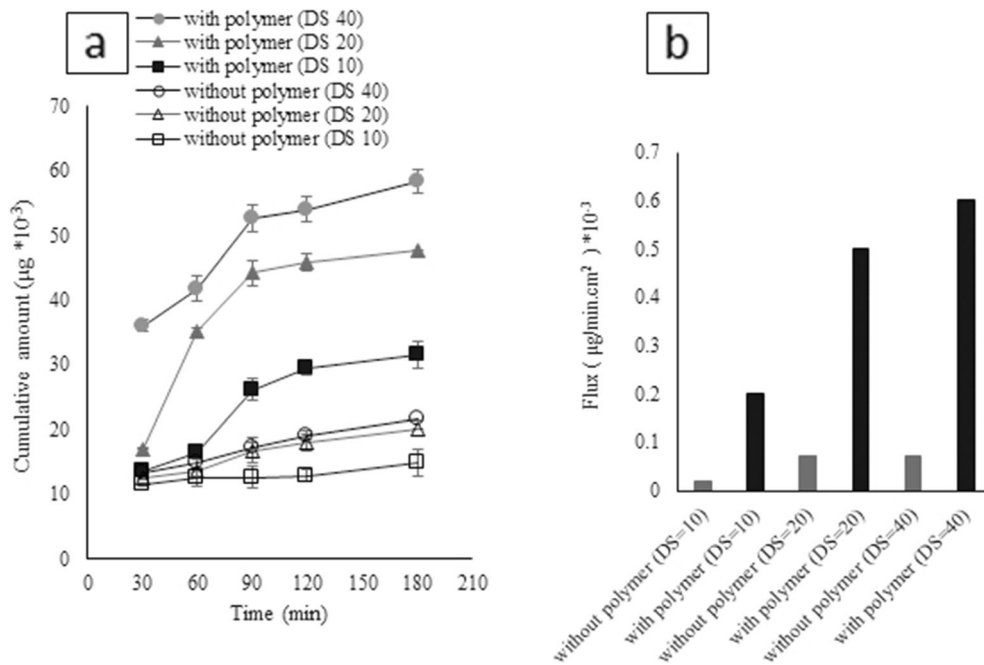 a
with polymer (DS 40)
with polymer (DS 20)
with polymer (DS 10)
without polymer (DS 40)
without polymer (DS 20)
without polymer (DS 10)
Cumulative amount (µg *10-3)
70
60
50
40
30
20
10
0
0 30 60 90 120 150 180 210
Time (min)
b
Flux ( µg/min.cm² ) *10-3
0.7
0.6
0.5
0.4
0.3
0.2
0.1
0
without polymer (DS=10)
with polymer (DS=10)
without polymer (DS=20)
with polymer (DS=20)
without polymer (DS=40)
with polymer (DS=40)